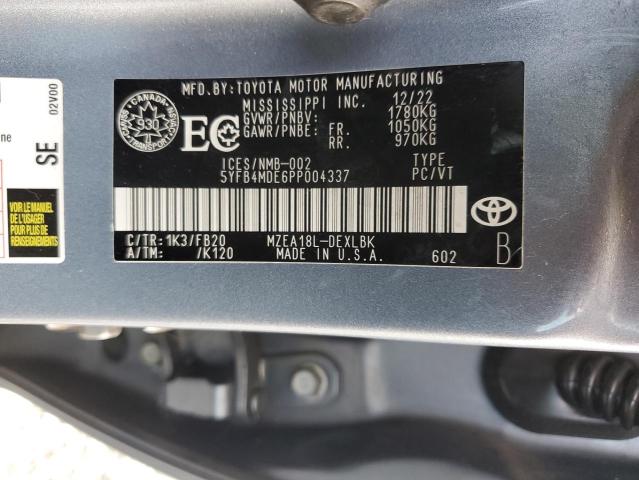 MFD. BY: TOYOTA MOTOR MANUFACTURING
MISSISSIPPI INC. 12/22
GVWR/PNBV: 1780KG
GAWR/PNBE: FR. 1050KG
RR. 970KG
CANADA
930
EC
ICES/NMB-002 TYPE
5YFB4MDE6PP004337 PC/VT
TOYOTA
C/TR: 1K3/FB20 MZEA18L-DEXLBK
A/TM: /K120 MADE IN U.S.A. 602 B
02V00
SE
VOIR LE MANUEL
DE L'USAGER
POUR PLUS DE
RENSEIGNEMENTS